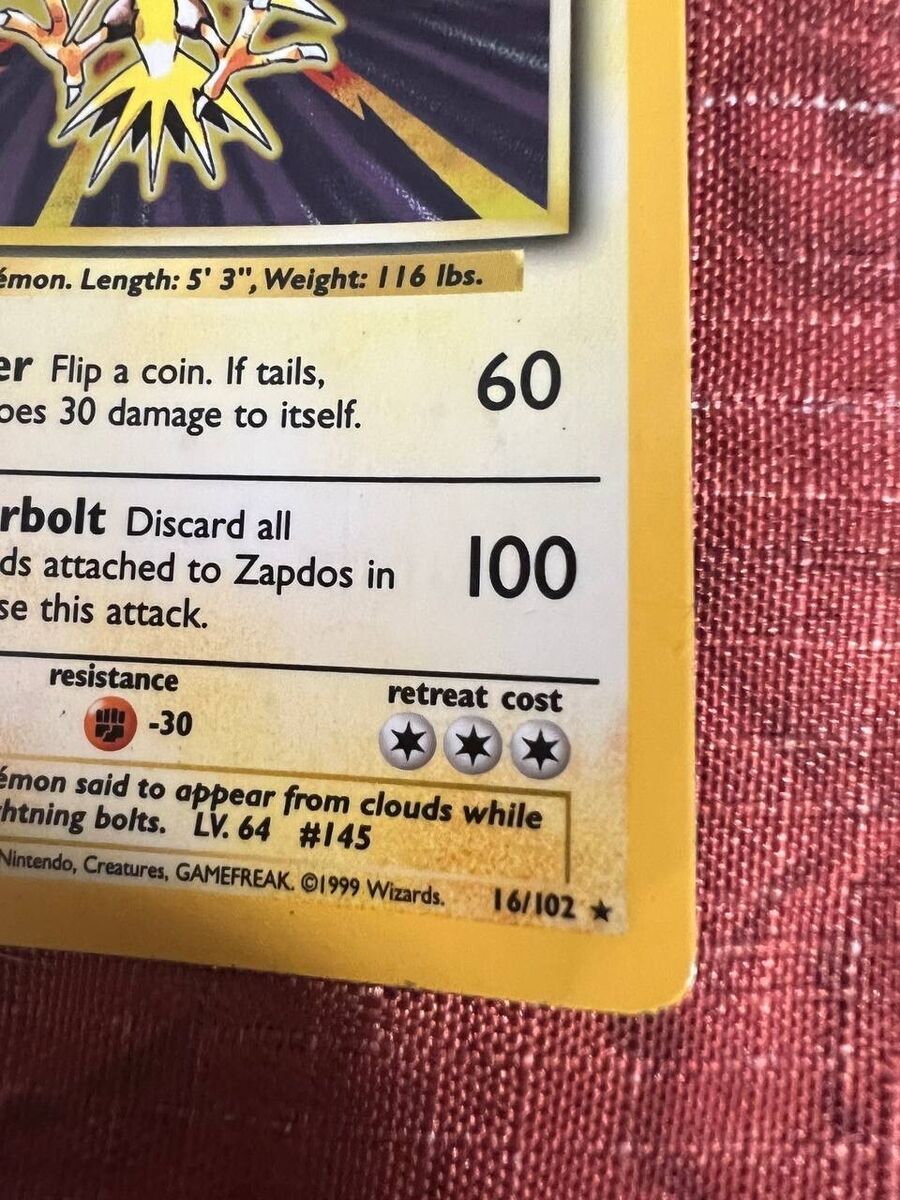 émon. Length: 5' 3", Weight: 116 lbs.
er Flip a coin. If tails,
oes 30 damage to itself.
60
rbolt Discard all
ds attached to Zapdos in
se this attack.
100
resistance
-30
retreat cost
émon said to appear from clouds while
htning bolts. LV. 64 #145
Nintendo, Creatures, GAMEFREAK. ©1999 Wizards.
16/102 ★